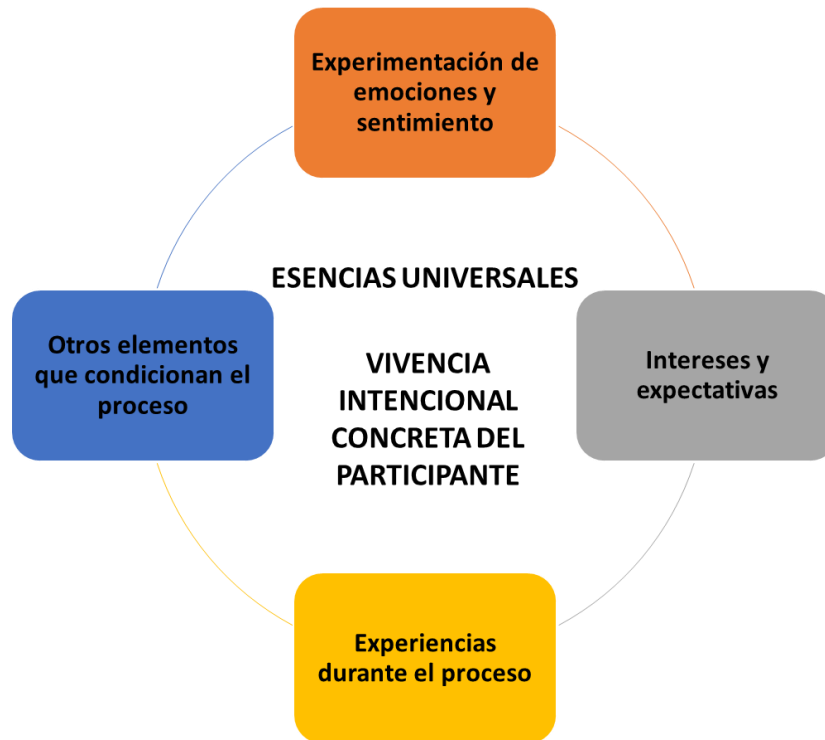 Experimentación de
emociones y
sentimiento
ESENCIAS UNIVERSALES
Otros elementos
que condicionan el
proceso
VIVENCIA
INTENCIONAL
CONCRETA DEL
PARTICIPANTE
Intereses y
expectativas
Experiencias
durante el proceso